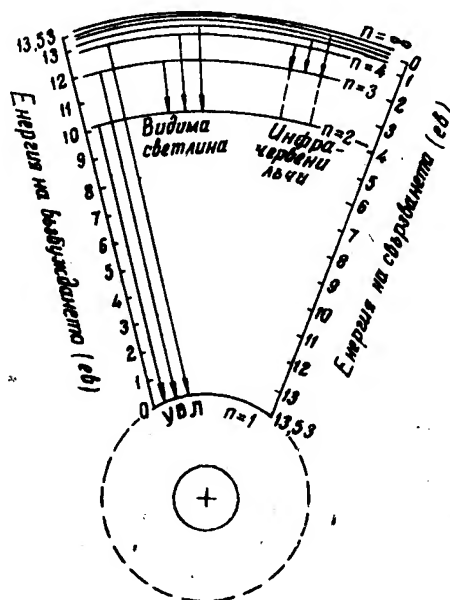 13,53
13
12
11
10
9
8
7
6
5
4
3
2
1
0
Енергия на възбуждането (ев)
n=∞
n=4
n=3
n=2
Видима
светлина
Инфра-
червени
лъчи
0
1
2
3
4
5
6
7
8
9
10
11
12
13
13,53
Енергия на свързването (ев)
УВЛ
n=1
+